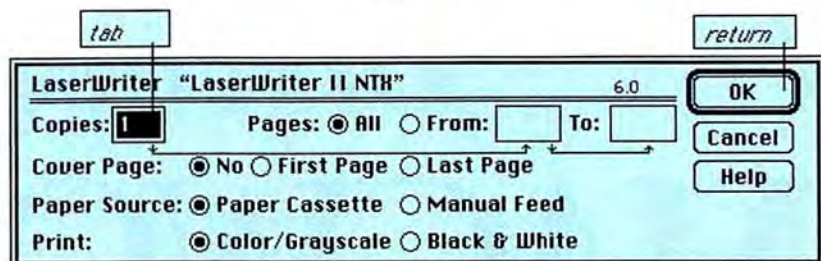 tab
return
LaserWriter “LaserWriter II NTX” 6.0
OK
Copies: 1 Pages: All From: To:
Cancel
Cover Page: No First Page Last Page
Help
Paper Source: Paper Cassette Manual Feed
Print: Color/Grayscale Black & White